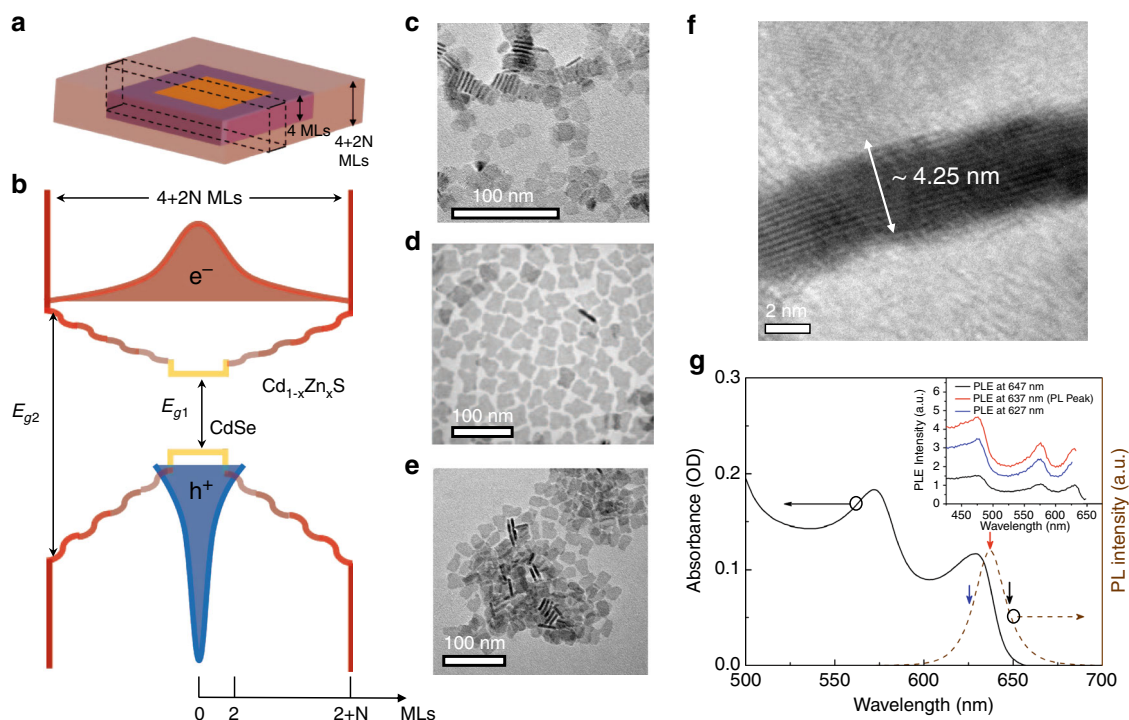 a
4 MLs
4+2N
MLs
b
4+2N MLs
e–
Cd1-xZnxS
Eg2
Eg1
CdSe
h+
0
2
2+N
MLs
c
100 nm
d
100 nm
e
100 nm
f
~ 4.25 nm
2 nm
g
0.3
0.2
0.1
0.0
Absorbance (OD)
500
550
600
650
700
Wavelength (nm)
PL intensity (a.u.)
PLE at 647 nm
PLE at 637 nm (PL Peak)
PLE at 627 nm
PLE Intensity (a.u.)
6
5
4
3
2
1
0
450
500
550
600
650
Wavelength (nm)